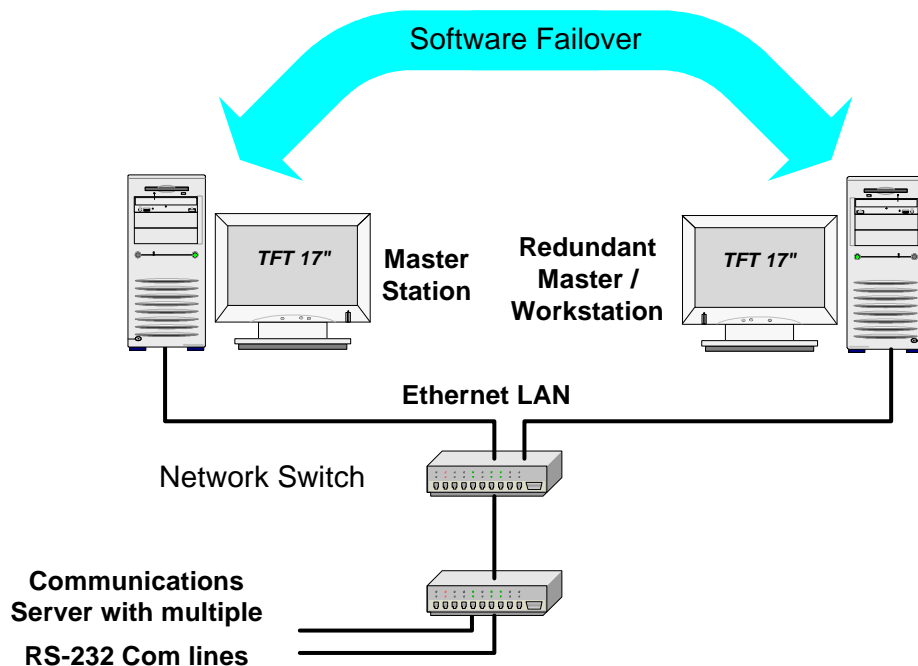 Software Failover
TFT 17"
Master
Station
Redundant
Master /
Workstation
TFT 17"
Ethernet LAN
Network Switch
Communications
Server with multiple
RS-232 Com lines